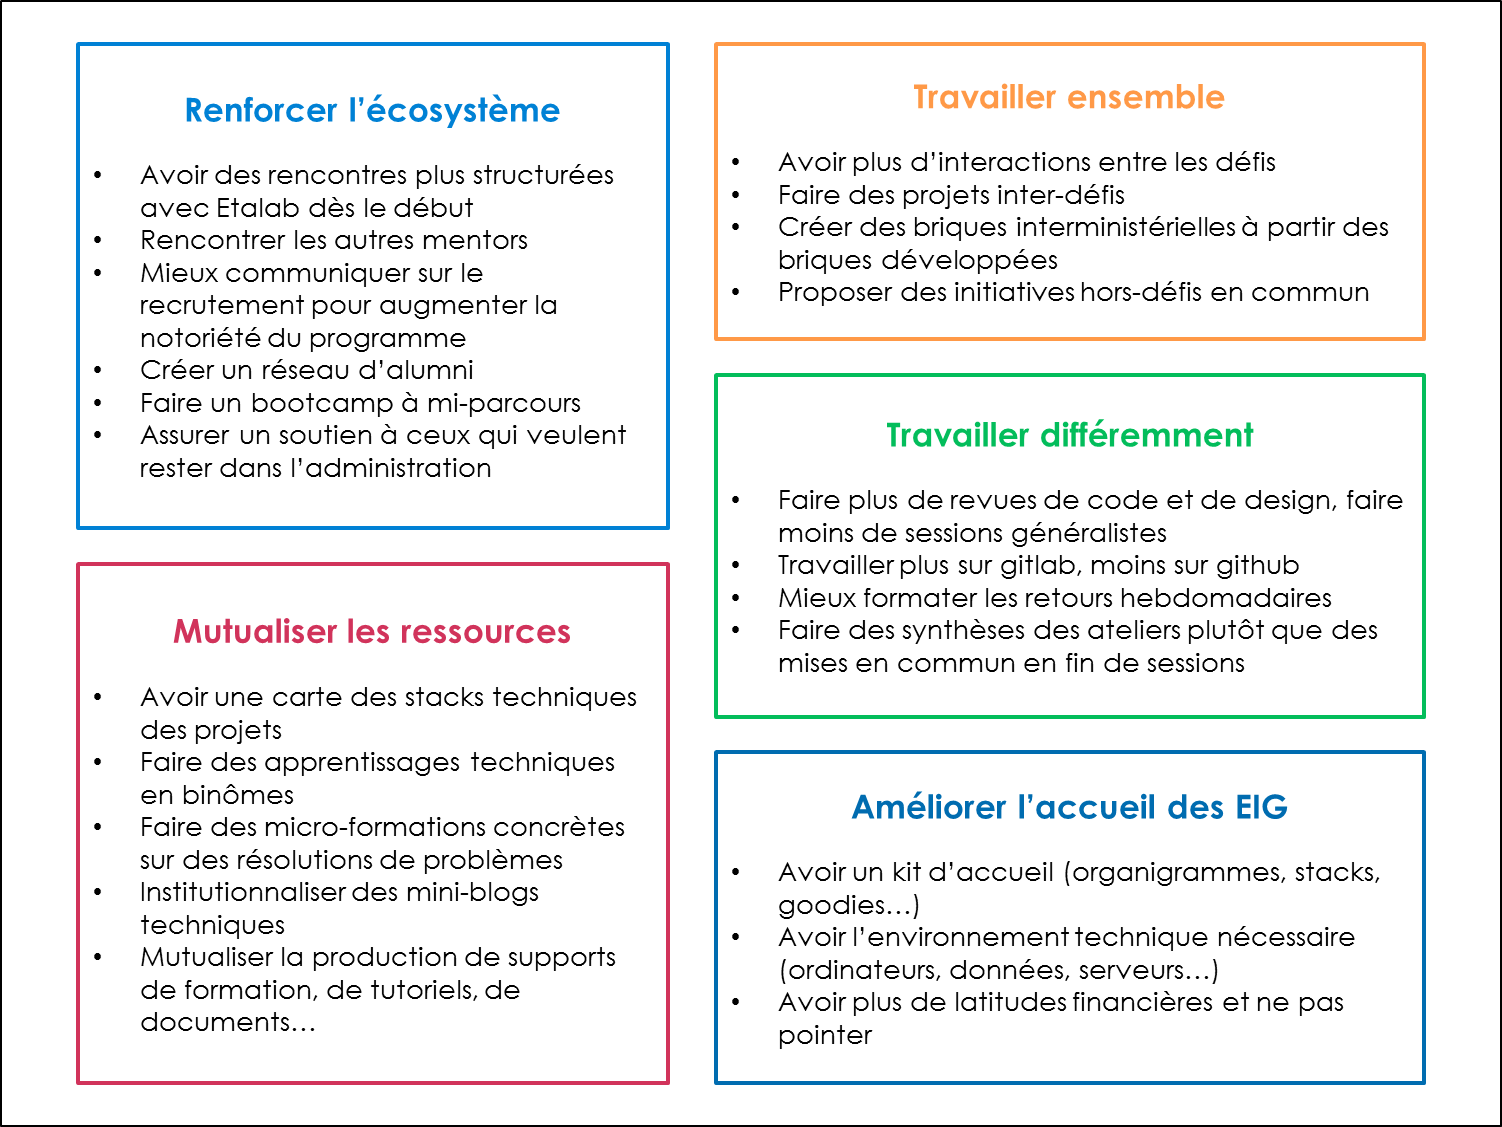 Renforcer l’écosystème
• Avoir des rencontres plus structurées
avec Etalab dès le début
• Rencontrer les autres mentors
• Mieux communiquer sur le
recrutement pour augmenter la
notoriété du programme
• Créer un réseau d’alumni
• Faire un bootcamp à mi-parcours
• Assurer un soutien à ceux qui veulent
rester dans l’administration
Mutualiser les ressources
• Avoir une carte des stacks techniques
des projets
• Faire des apprentissages techniques
en binômes
• Faire des micro-formations concrètes
sur des résolutions de problèmes
• Institutionnaliser des mini-blogs
techniques
• Mutualiser la production de supports
de formation, de tutoriels, de
documents…
Travailler ensemble
• Avoir plus d’interactions entre les défis
• Faire des projets inter-défis
• Créer des briques interministérielles à partir des
briques développées
• Proposer des initiatives hors-défis en commun
Travailler différemment
• Faire plus de revues de code et de design, faire
moins de sessions généralistes
• Travailler plus sur gitlab, moins sur github
• Mieux formater les retours hebdomadaires
• Faire des synthèses des ateliers plutôt que des
mises en commun en fin de sessions
Améliorer l’accueil des EIG
• Avoir un kit d’accueil (organigrammes, stacks,
goodies…)
• Avoir l’environnement technique nécessaire
(ordinateurs, données, serveurs…)
• Avoir plus de latitudes financières et ne pas
pointer